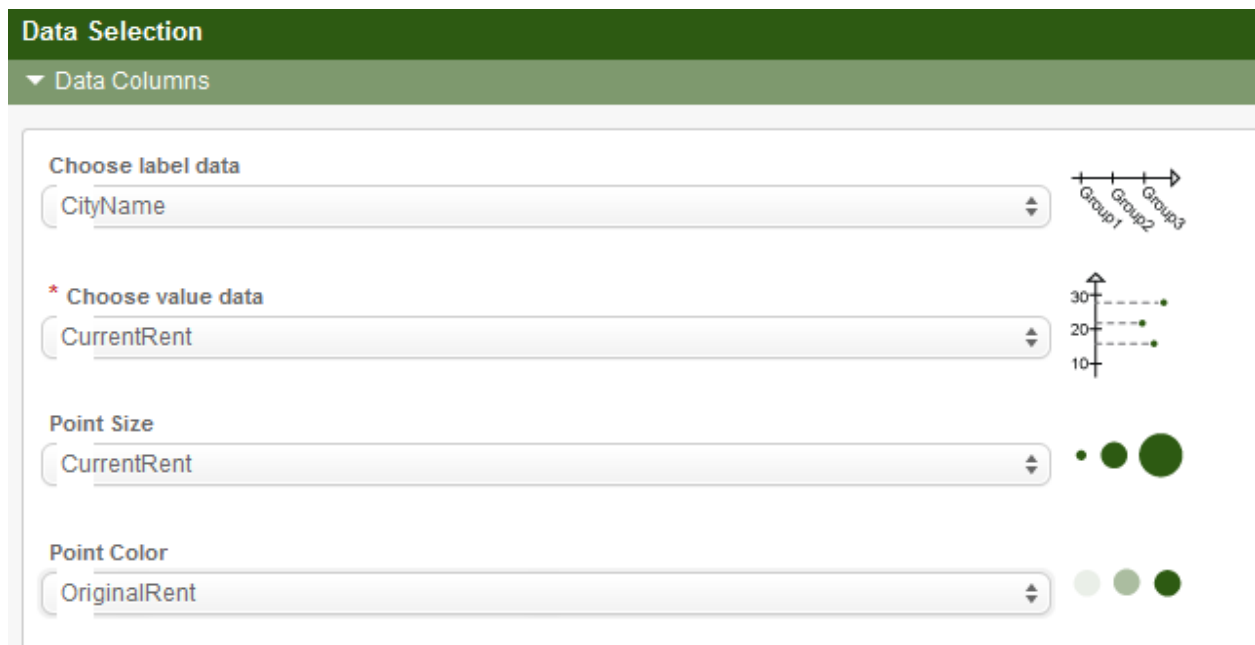 Data Selection
Data Columns
Choose label data
CityName
Group1 Group2 Group3
* Choose value data
CurrentRent
30
20
10
Point Size
CurrentRent
Point Color
OriginalRent